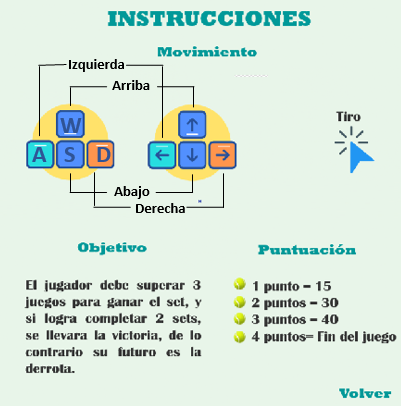 INSTRUCCIONES
Movimiento
Izquierda
Arriba
W
A S D
↑
← ↓ →
Abajo
Derecha
Tiro
Objetivo
El jugador debe superar 3
juegos para ganar el set, y
si logra completar 2 sets,
se llevara la victoria, de lo
contrario su futuro es la
derrota.
Puntuación
1 punto = 15
2 puntos = 30
3 puntos = 40
4 puntos= Fin del juego
Volver